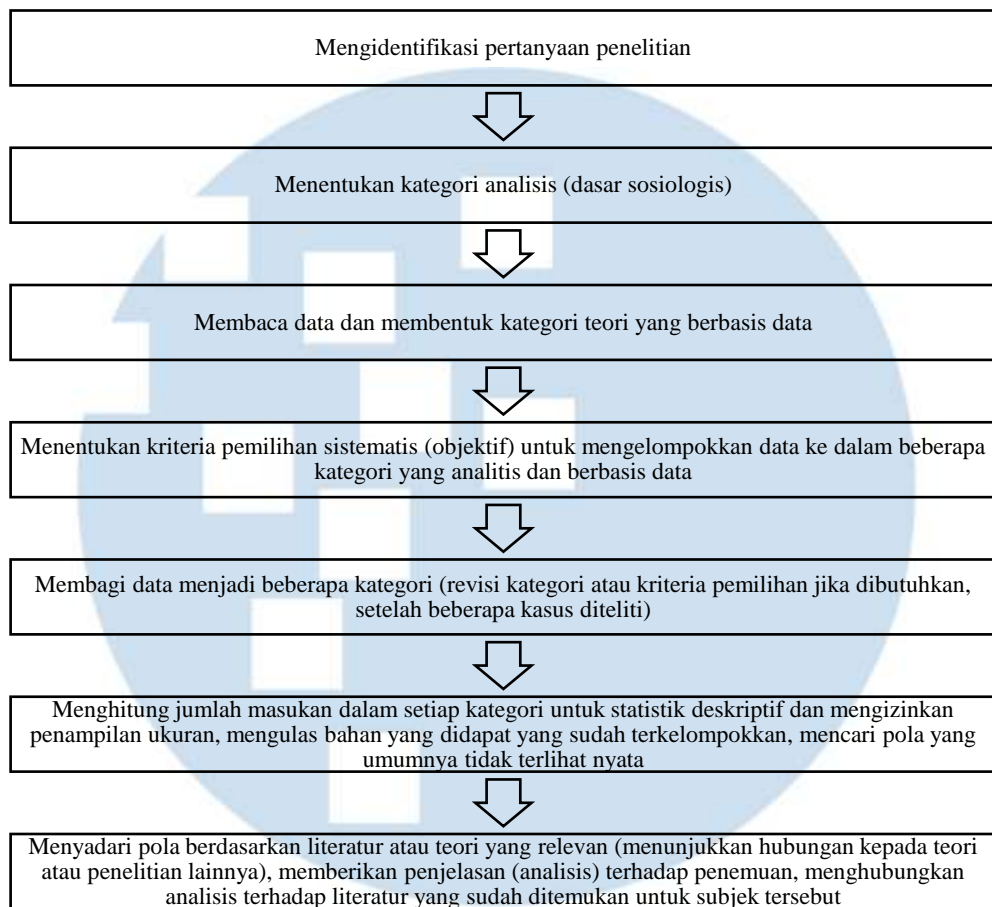 Mengidentifikasi pertanyaan penelitian
Menentukan kategori analisis (dasar sosiologis)
Membaca data dan membentuk kategori teori yang berbasis data
Menentukan kriteria pemilihan sistematis (objektif) untuk mengelompokkan data ke dalam beberapa
kategori yang analitis dan berbasis data
Membagi data menjadi beberapa kategori (revisi kategori atau kriteria pemilihan jika dibutuhkan,
setelah beberapa kasus diteliti)
Menghitung jumlah masukan dalam setiap kategori untuk statistik deskriptif dan mengizinkan
penampilan ukuran, mengulas bahan yang didapat yang sudah terkelompokkan, mencari pola yang
umumnya tidak terlihat nyata
Menyadari pola berdasarkan literatur atau teori yang relevan (menunjukkan hubungan kepada teori
atau penelitian lainnya), memberikan penjelasan (analisis) terhadap penemuan, menghubungkan
analisis terhadap literatur yang sudah ditemukan untuk subjek tersebut